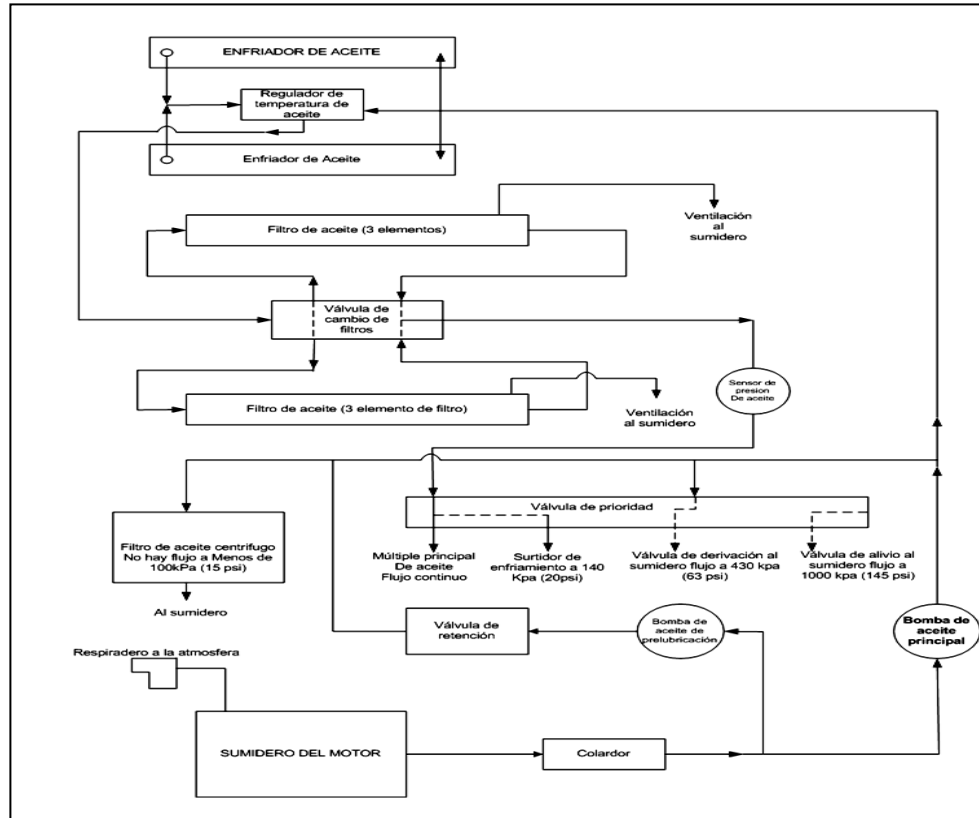 ENFRIADOR DE ACEITE
Regulador de
temperatura de
aceite
Enfriador de Aceite
Filtro de aceite (3 elementos)
Ventilación
al
sumidero
Válvula de
cambio de
filtros
Sensor de
presion
De aceite
Filtro de aceite (3 elemento de filtro)
Ventilación
al sumidero
Válvula de prioridad
Filtro de aceite centrifugo
No hay flujo a Menos de
100kPa (15 psi)
Múltiple principal
De aceite
Flujo continuo
Surtidor de
enfriamiento a 140
Kpa (20psi)
Válvula de derivación al
sumidero flujo a 430 kpa
(63 psi)
Válvula de alivio al
sumidero flujo a
1000 kpa (145 psi)
Al sumidero
Válvula de
retención
Bomba de
aceite de
prelubricación
Bomba de
aceite
principal
Respiradero a la atmosfera
SUMIDERO DEL MOTOR
Colardor